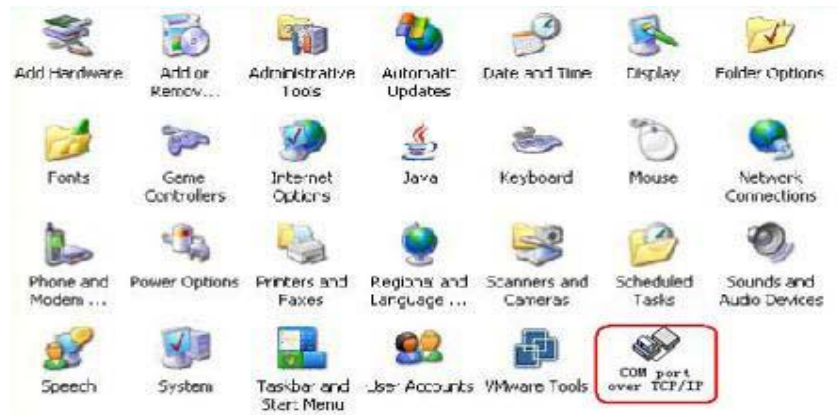 Add Hardware
Add or
Remov...
Administrative
Tools
Automatic
Updates
Date and Time
Display
Folder Options
Fonts
Game
Controllers
Internet
Options
Java
Keyboard
Mouse
Network
Connections
Phone and
Modem ...
Power Options
Printers and
Faxes
Regional and
Language ...
Scanners and
Cameras
Scheduled
Tasks
Sounds and
Audio Devices
Speech
System
Taskbar and
Start Menu
User Accounts
VMware Tools
COM port
over TCP/IP